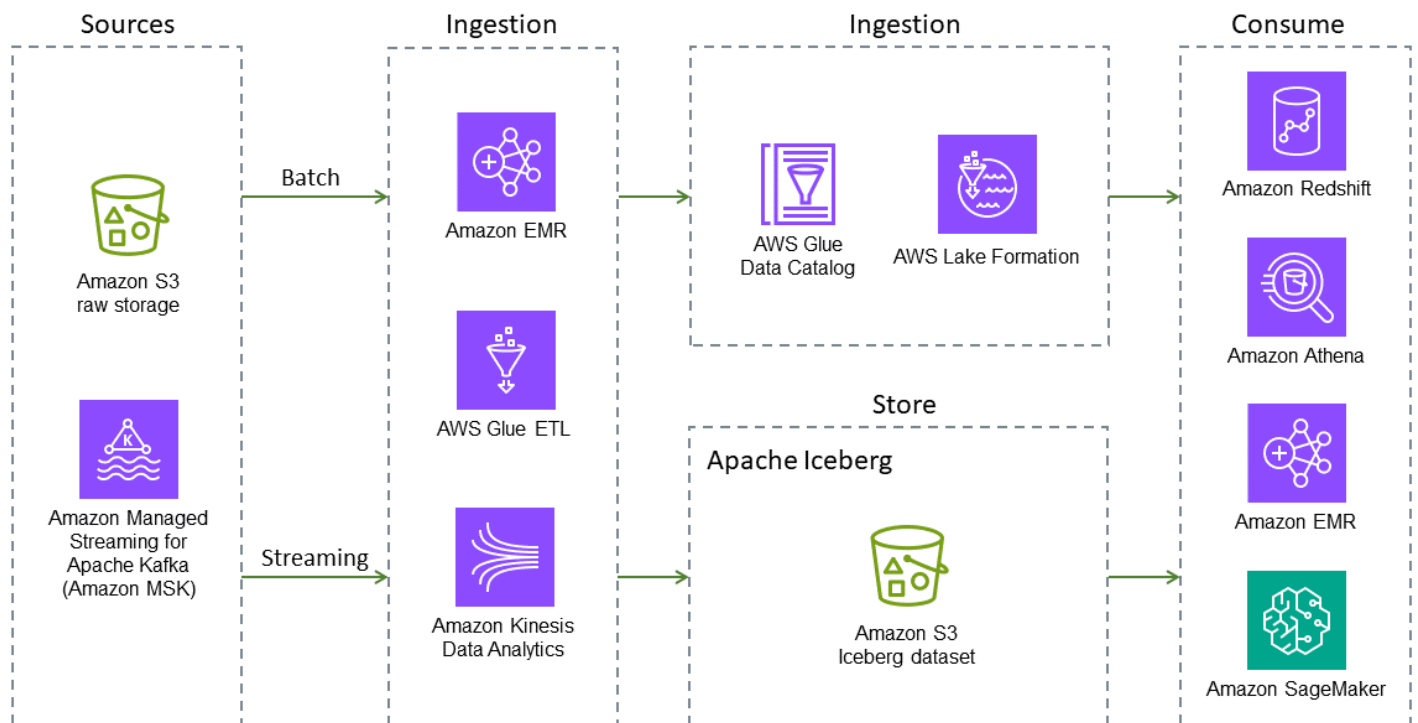 Sources
Ingestion
Ingestion
Consume
Batch
Streaming
Amazon S3
raw storage
K
Amazon Managed
Streaming for
Apache Kafka
(Amazon MSK)
Amazon EMR
AWS Glue ETL
Amazon Kinesis
Data Analytics
AWS Glue
Data Catalog
AWS Lake Formation
Store
Apache Iceberg
Amazon S3
Iceberg dataset
Amazon Redshift
Amazon Athena
Amazon EMR
Amazon SageMaker